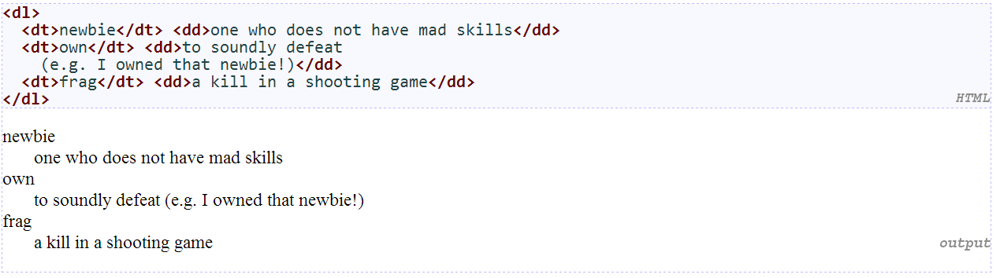 <dl>
  <dt>newbie</dt> <dd>one who does not have mad skills</dd>
  <dt>own</dt> <dd>to soundly defeat
    (e.g. I owned that newbie!)</dd>
  <dt>frag</dt> <dd>a kill in a shooting game</dd>
</dl>
HTML
newbie
one who does not have mad skills
own
to soundly defeat (e.g. I owned that newbie!)
frag
a kill in a shooting game
output